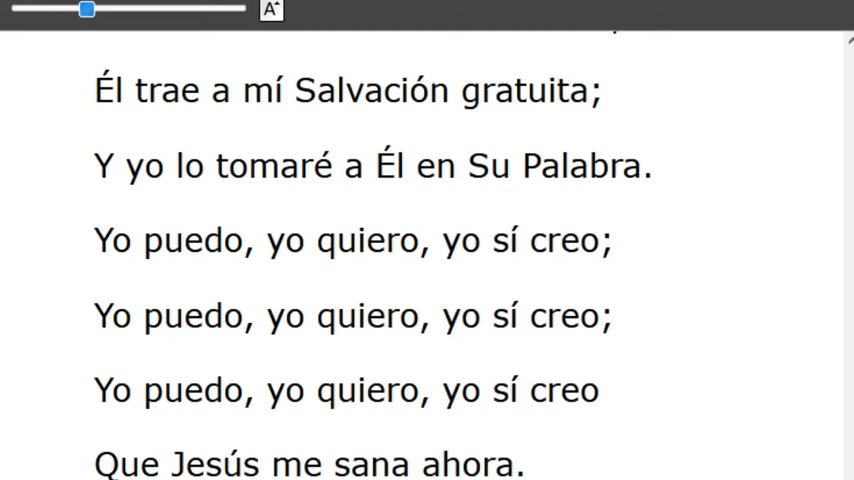 A
Él trae a mí Salvación gratuita;
Y yo lo tomaré a Él en Su Palabra.
Yo puedo, yo quiero, yo sí creo;
Yo puedo, yo quiero, yo sí creo;
Yo puedo, yo quiero, yo sí creo
Que Jesús me sana ahora.